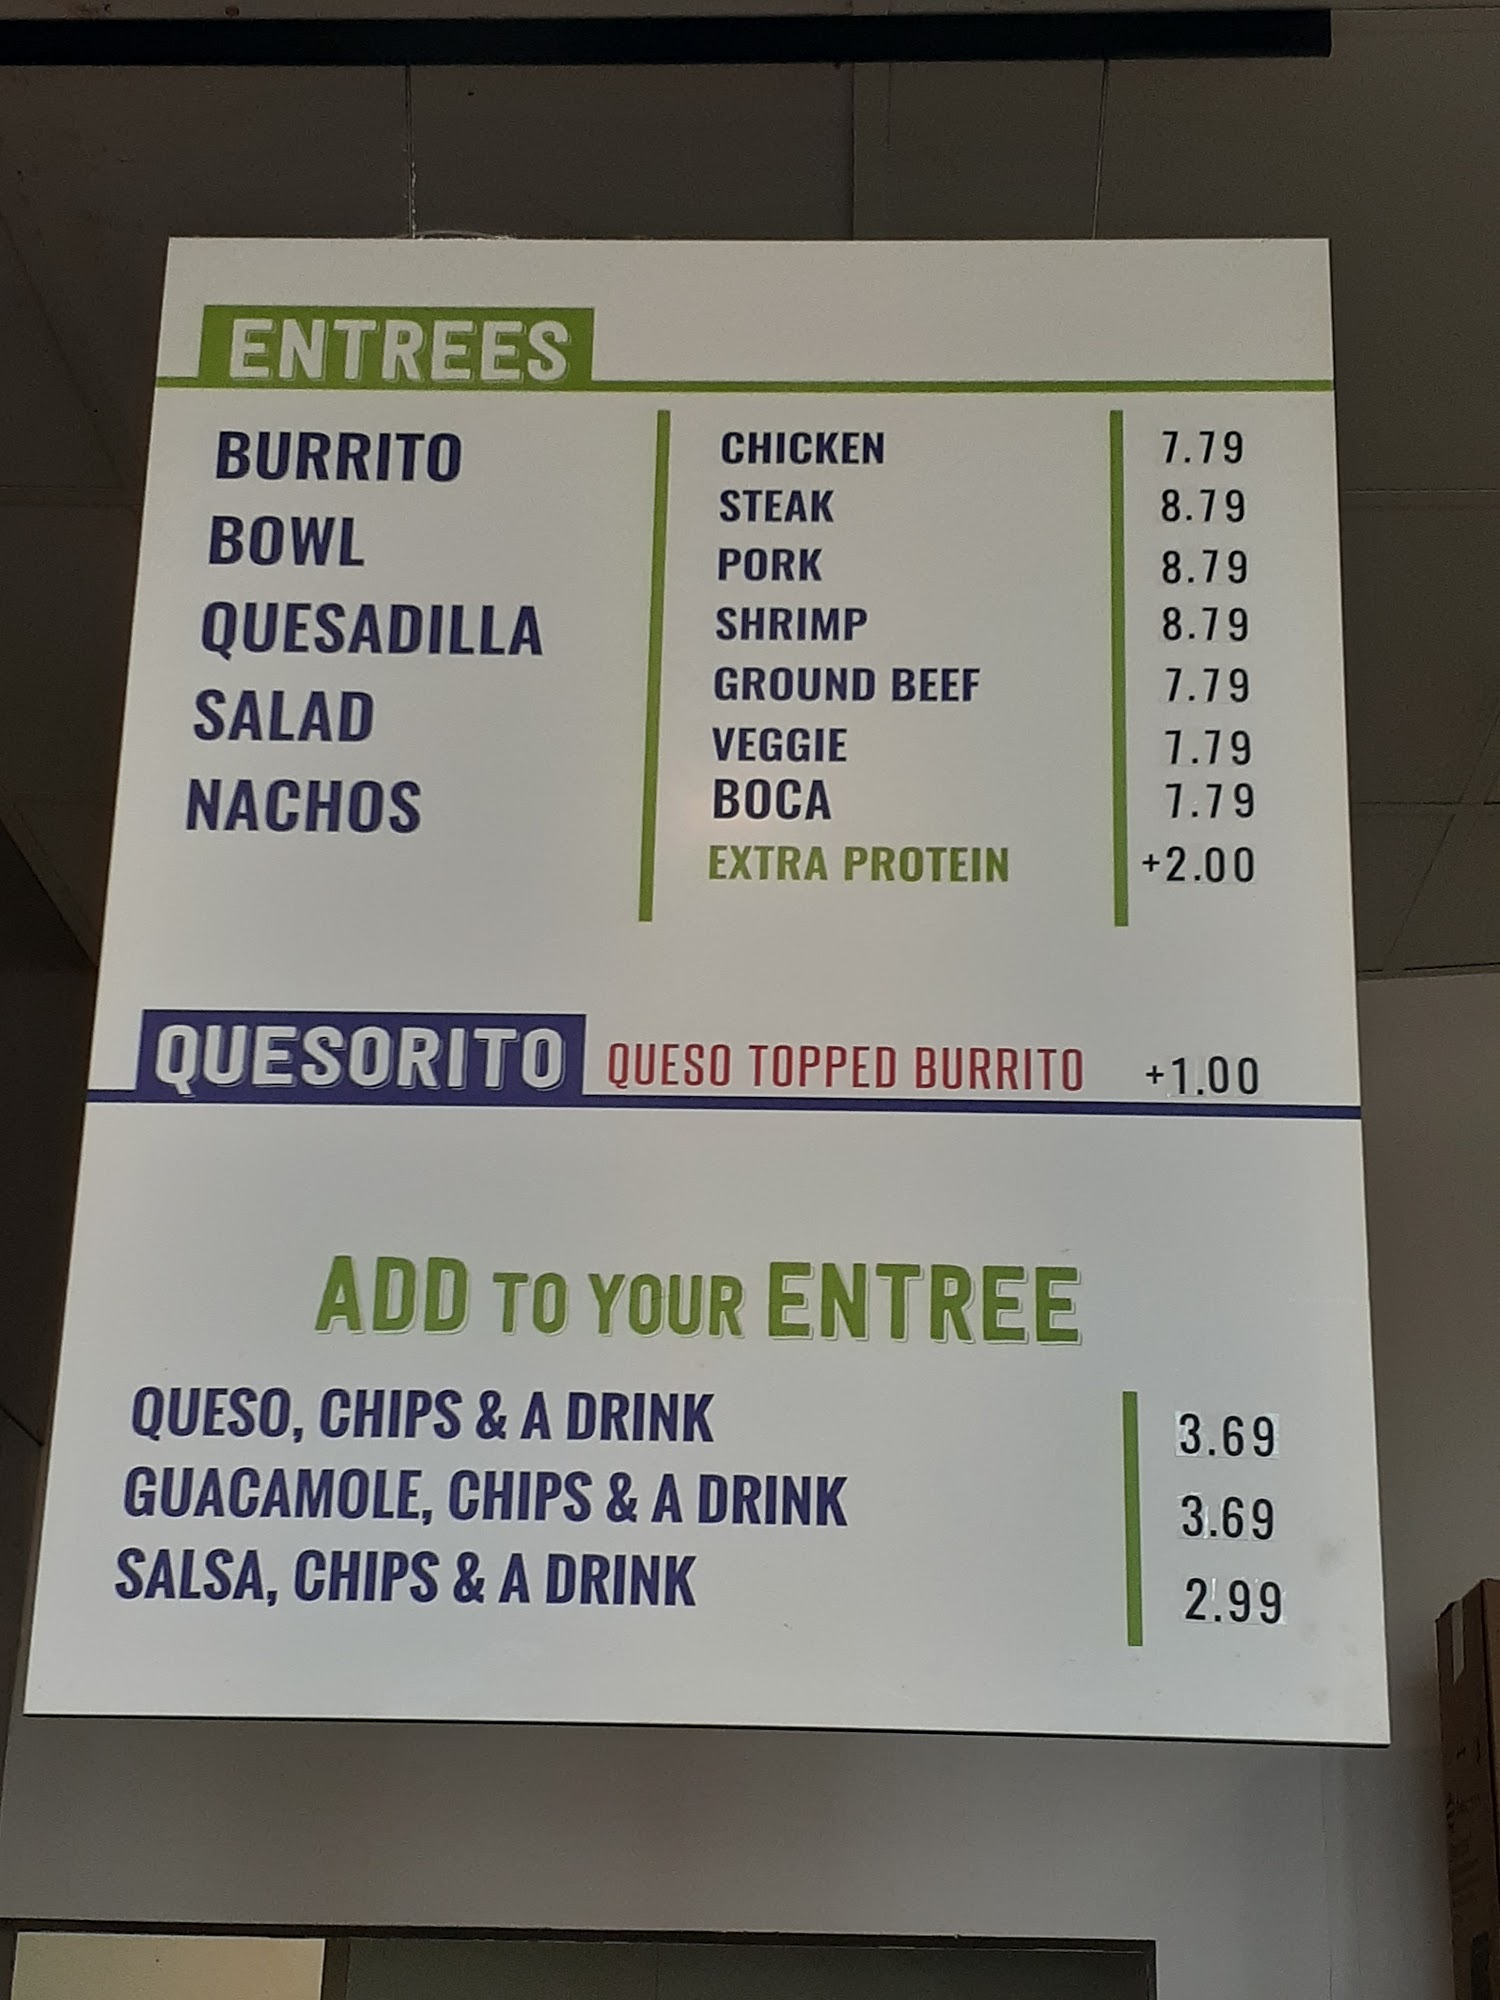 ENTREES
BURRITO
BOWL
QUESADILLA
SALAD
NACHOS
CHICKEN 7.79
STEAK 8.79
PORK 8.79
SHRIMP 8.79
GROUND BEEF 7.79
VEGGIE 7.79
BOCA 7.79
EXTRA PROTEIN +2.00
QUESORITO QUESO TOPPED BURRITO +1.00
ADD TO YOUR ENTREE
QUESO, CHIPS & A DRINK 3.69
GUACAMOLE, CHIPS & A DRINK 3.69
SALSA, CHIPS & A DRINK 2.99